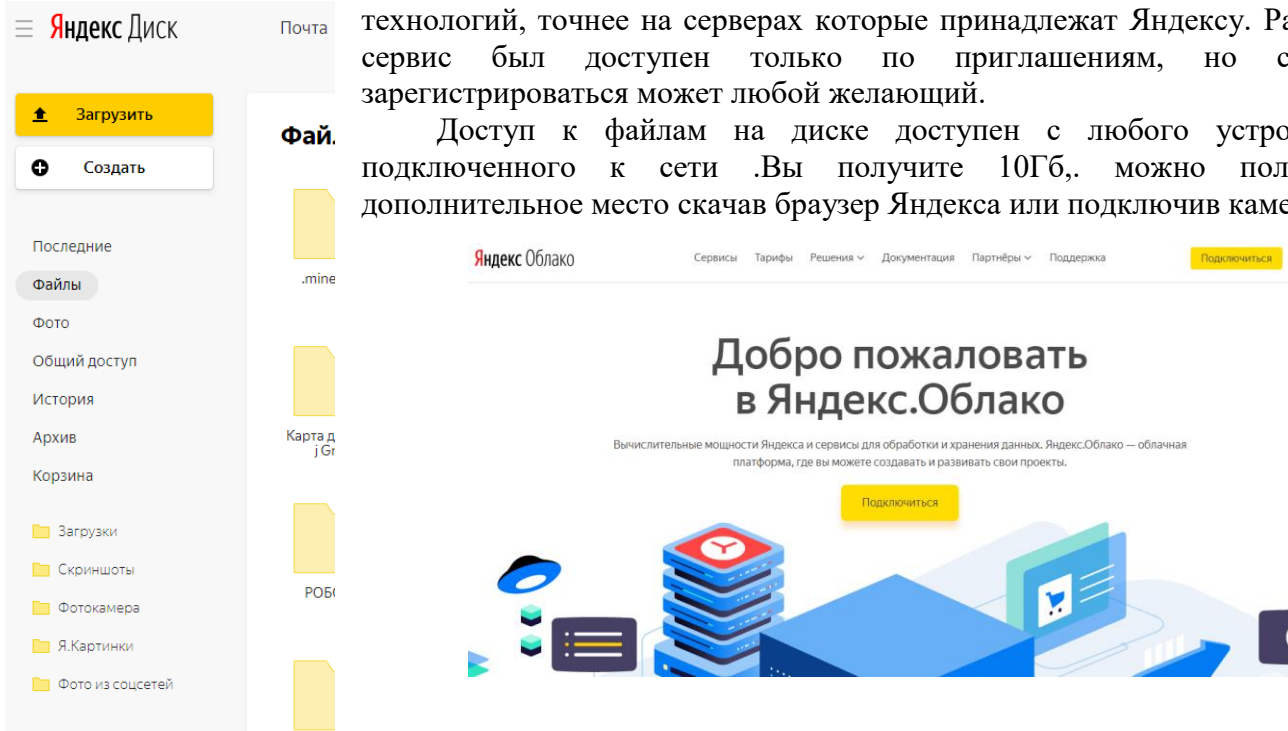 Яндекс Диск
Почта
Загрузить
Создать
Последние
Файлы
Фото
Общий доступ
История
Архив
Корзина
Загрузки
Скриншоты
Фотокамера
Я.Картинки
Фото из соцсетей
.mine
Карта д
j Gr
технологий, точнее на серверах которые принадлежат Яндексу.
сервис был доступен только по приглашениям, но
зарегистрироваться может любой желающий.
Доступ к файлам на диске доступен с любого
подключенного к сети .Вы получите 10Гб,. можно
дополнительное место скачав браузер Яндекса или подключив
Яндекс Облако
Сервисы Тарифы Решения Документация Партнёры Поддержка
Подключиться
Добро пожаловать
в Яндекс.Облако
Вычислительные мощности Яндекса и сервисы для обработки и хранения данных. Яндекс.Облако — облачная
платформа, где вы можете создавать и развивать свои проекты.
Подключиться